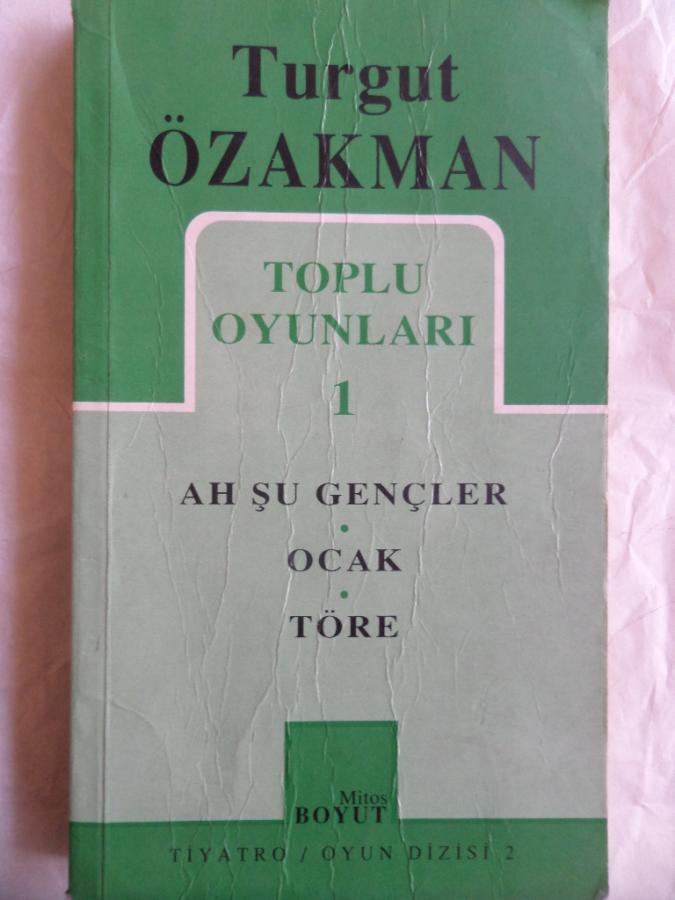 Turgut
ÖZAKMAN
TOPLU
OYUNLARI
1
AH ŞU GENÇLER
•
OCAK
•
TÖRE
Mitos
BOYUT
TİYATRO / OYUN DİZİSİ 2